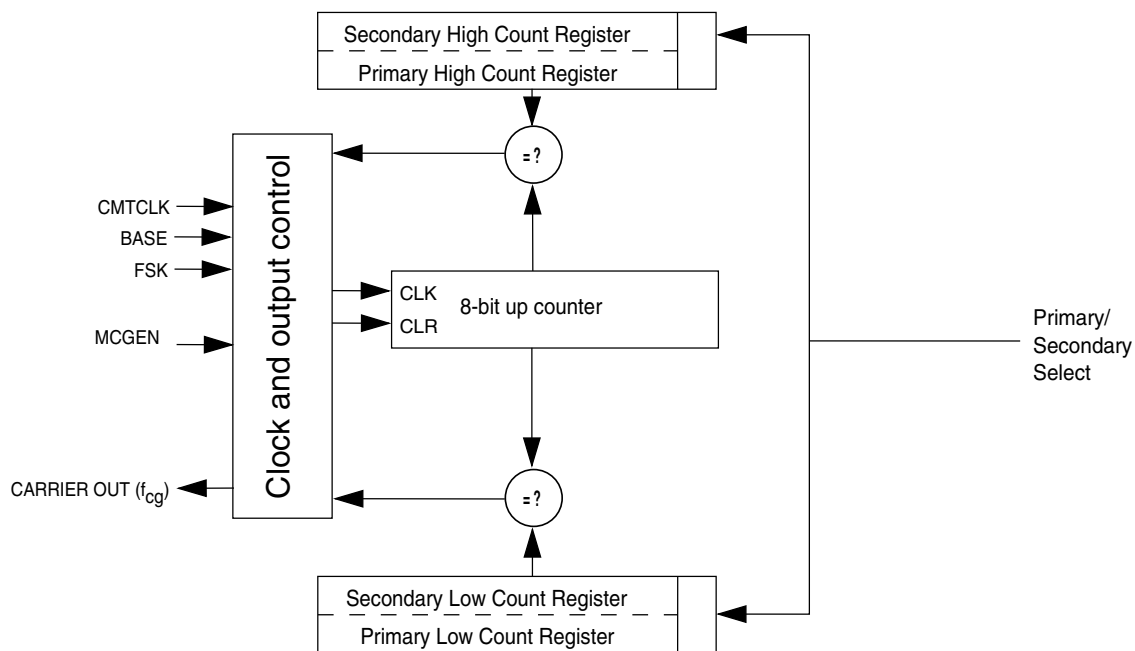 Secondary High Count Register
Primary High Count Register
= ?
Clock and output control
CMTCLK
BASE
FSK
MCGEN
CLK
CLR
8-bit up counter
Primary/
Secondary
Select
CARRIER OUT (fcg)
= ?
Secondary Low Count Register
Primary Low Count Register